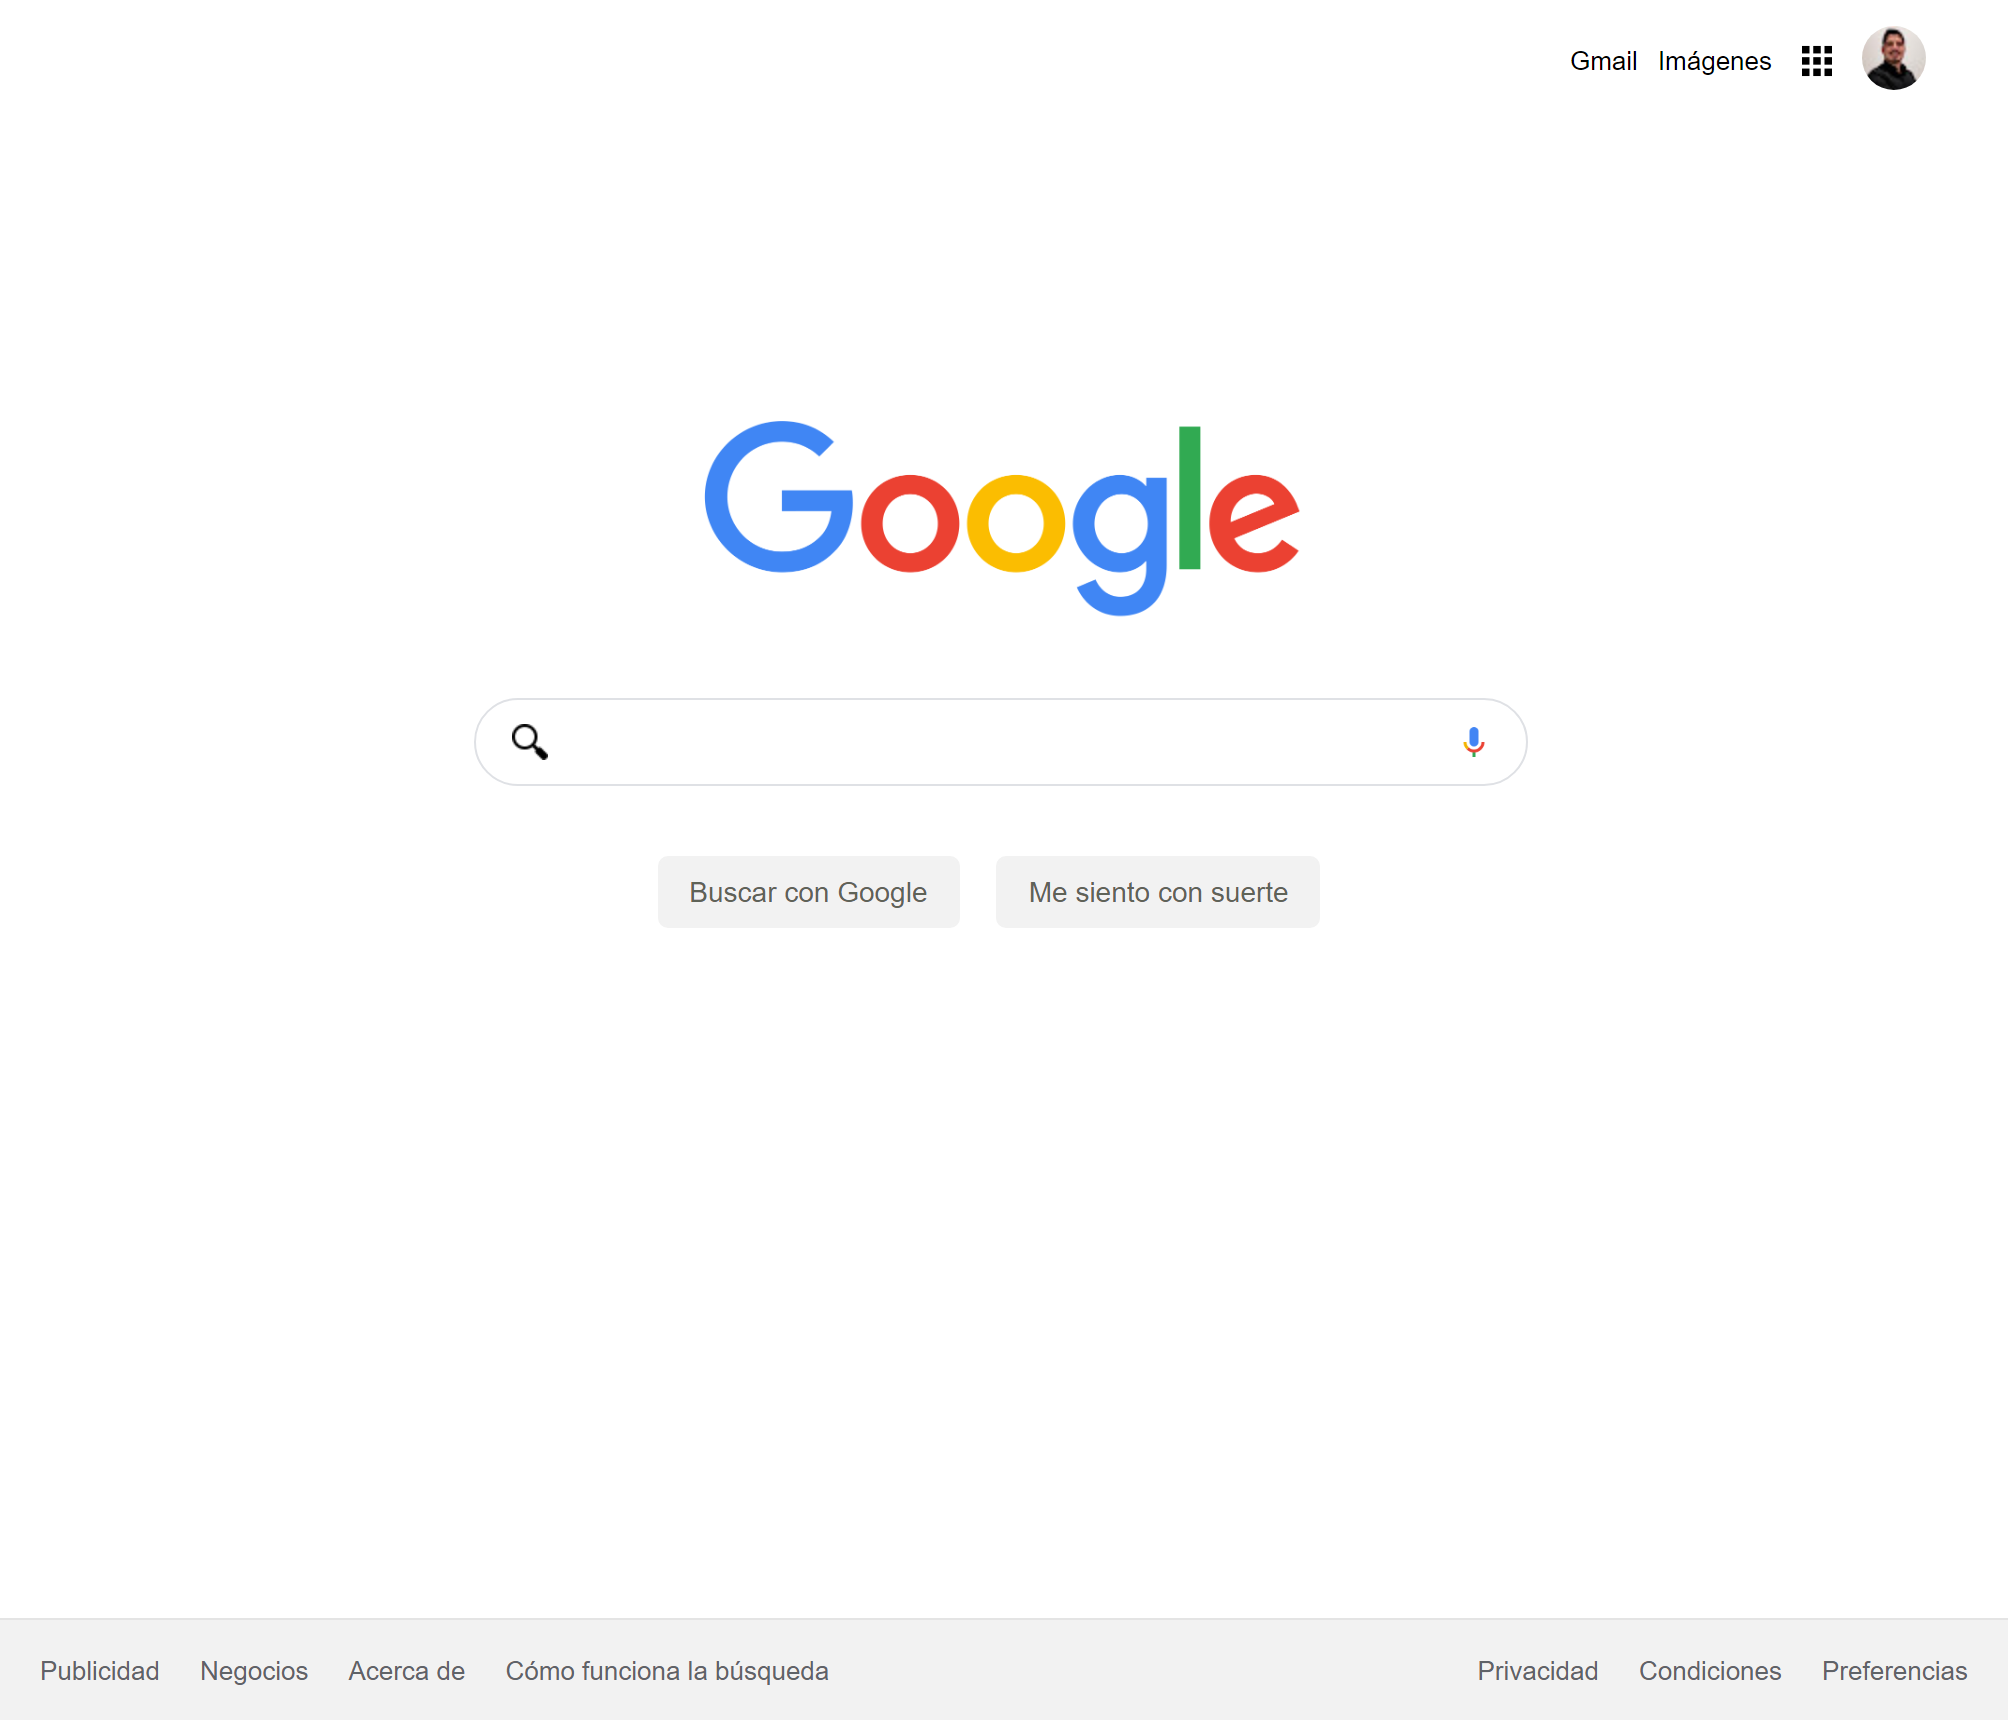 Gmail Imágenes
Google
Buscar con Google Me siento con suerte
Publicidad Negocios Acerca de Cómo funciona la búsqueda Privacidad Condiciones Preferencias